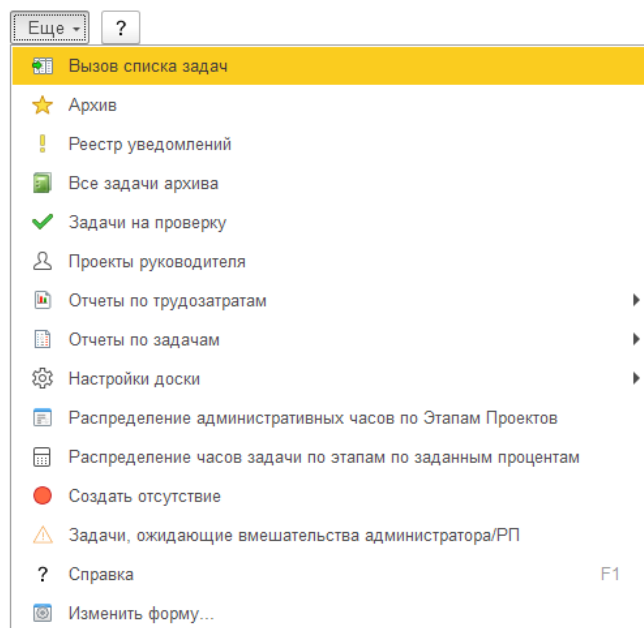 Еще ?
Вызов списка задач
Архив
Реестр уведомлений
Все задачи архива
Задачи на проверку
Проекты руководителя
Отчеты по трудозатратам
Отчеты по задачам
Настройки доски
Распределение административных часов по Этапам Проектов
Распределение часов задачи по этапам по заданным процентам
Создать отсутствие
Задачи, ожидающие вмешательства администратора/РП
? Справка F1
Изменить форму...